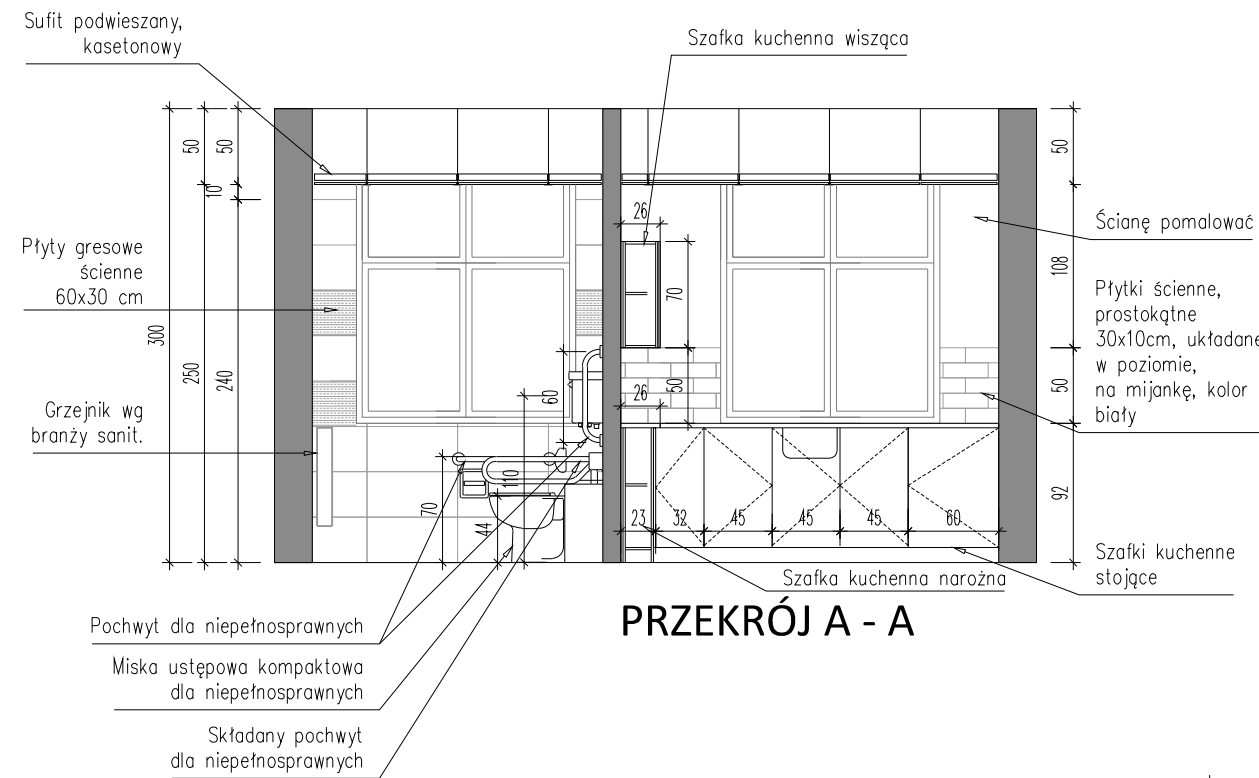 Sufit podwieszany,
kasetonowy
Szafka kuchenna wisząca
50
50
10
50
26
Płyty gresowe
ścienne
60x30 cm
Ścianę pomalować
108
70
Płytki ścienne,
prostokątne
30x10cm, układane
w poziomie,
na mijankę, kolor
biały
300
250
240
60
50
26
50
Grzejnik wg
branży sanit.
110
70
44
92
23
32
45
45
45
60
Szafki kuchenne
stojące
Szafka kuchenna narożna
PRZEKRÓJ A - A
Pochwyt dla niepełnosprawnych
Miska ustępowa kompaktowa
dla niepełnosprawnych
Składany pochwyt
dla niepełnosprawnych